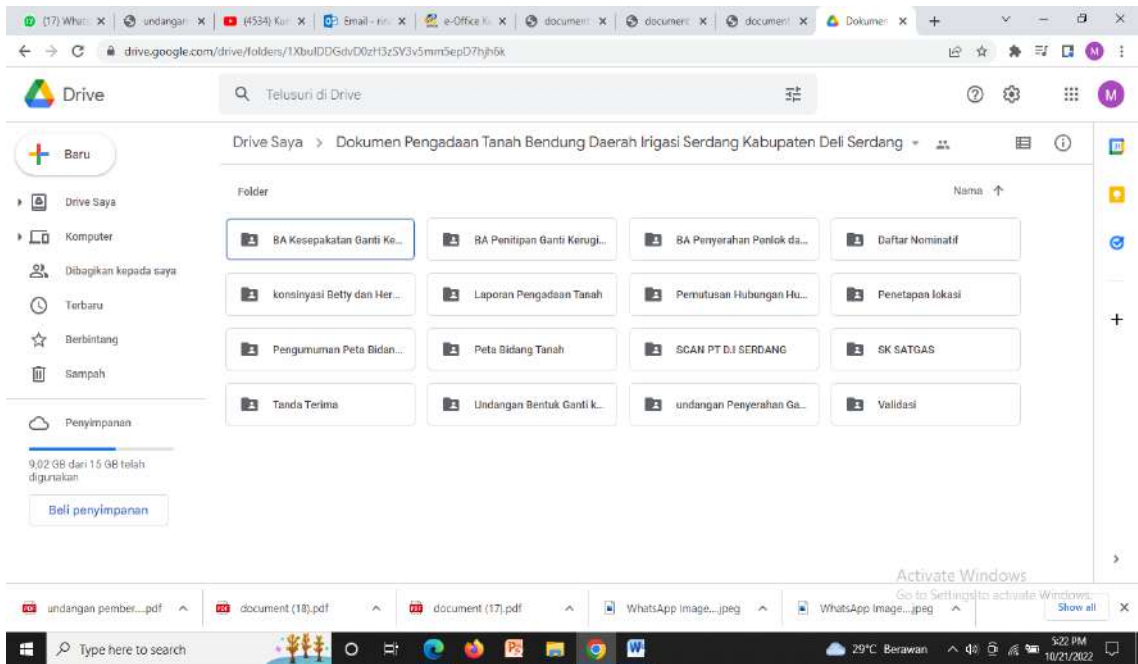 (17) What:
undangan
(4534) Kur
Email - rin
e-Office K
document
document
document
Dokumen
drive.google.com/drive/folders/1XbulDDGdvD0zH3zSV3v5mmSepD7hjh6k
Drive
Telusuri di Drive
M
Baru
Drive Saya > Dokumen Pengadaan Tanah Bendung Daerah Irigasi Serdang Kabupaten Deli Serdang
Folder
Nama
Drive Saya
Komputer
Dibagikan kepada saya
Terbaru
Berbintang
Sampah
Penyimpanan
9,02 GB dari 15 GB telah
digunakan
Beli penyimpanan
BA Kesepakatan Ganti Ke...
BA Penitipan Ganti Kerugi...
BA Penyerahan Penlok da...
Daftar Nominatif
konsinyasi Betty dan Her...
Laporan Pengadaan Tanah
Pemutusan Hubungan Hu...
Penetapan lokasi
Pengumuman Peta Bidan...
Peta Bidang Tanah
SCAN PT D.I SERDANG
SK SATGAS
Tanda Terima
Undangan Bentuk Ganti k...
undangan Penyerahan Ga...
Validasi
Activate Windows
Go to Settings to activate Windows.
undangan pember....pdf
document (18).pdf
document (17).pdf
WhatsApp Image....jpeg
WhatsApp Image....jpeg
Show all
Type here to search
29°C Berawan
5:22 PM
10/21/2022